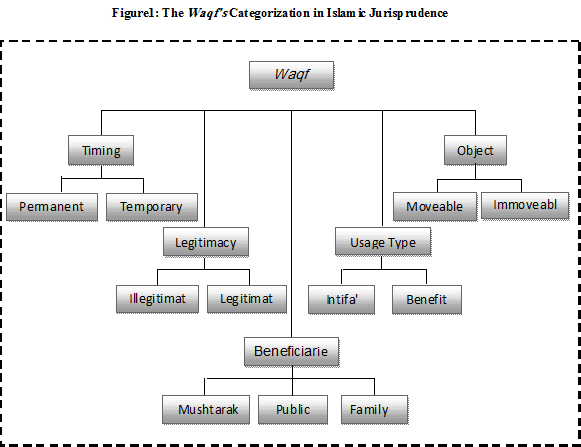 Figure1: The Waqf's Categorization in Islamic Jurisprudence
Waqf
Timing
Object
Permanent
Temporary
Moveable
Immoveabl
Legitimacy
Usage Type
Illegitimat
Legitimat
Intifa'
Benefit
Beneficiarie
Mushtarak
Public
Family